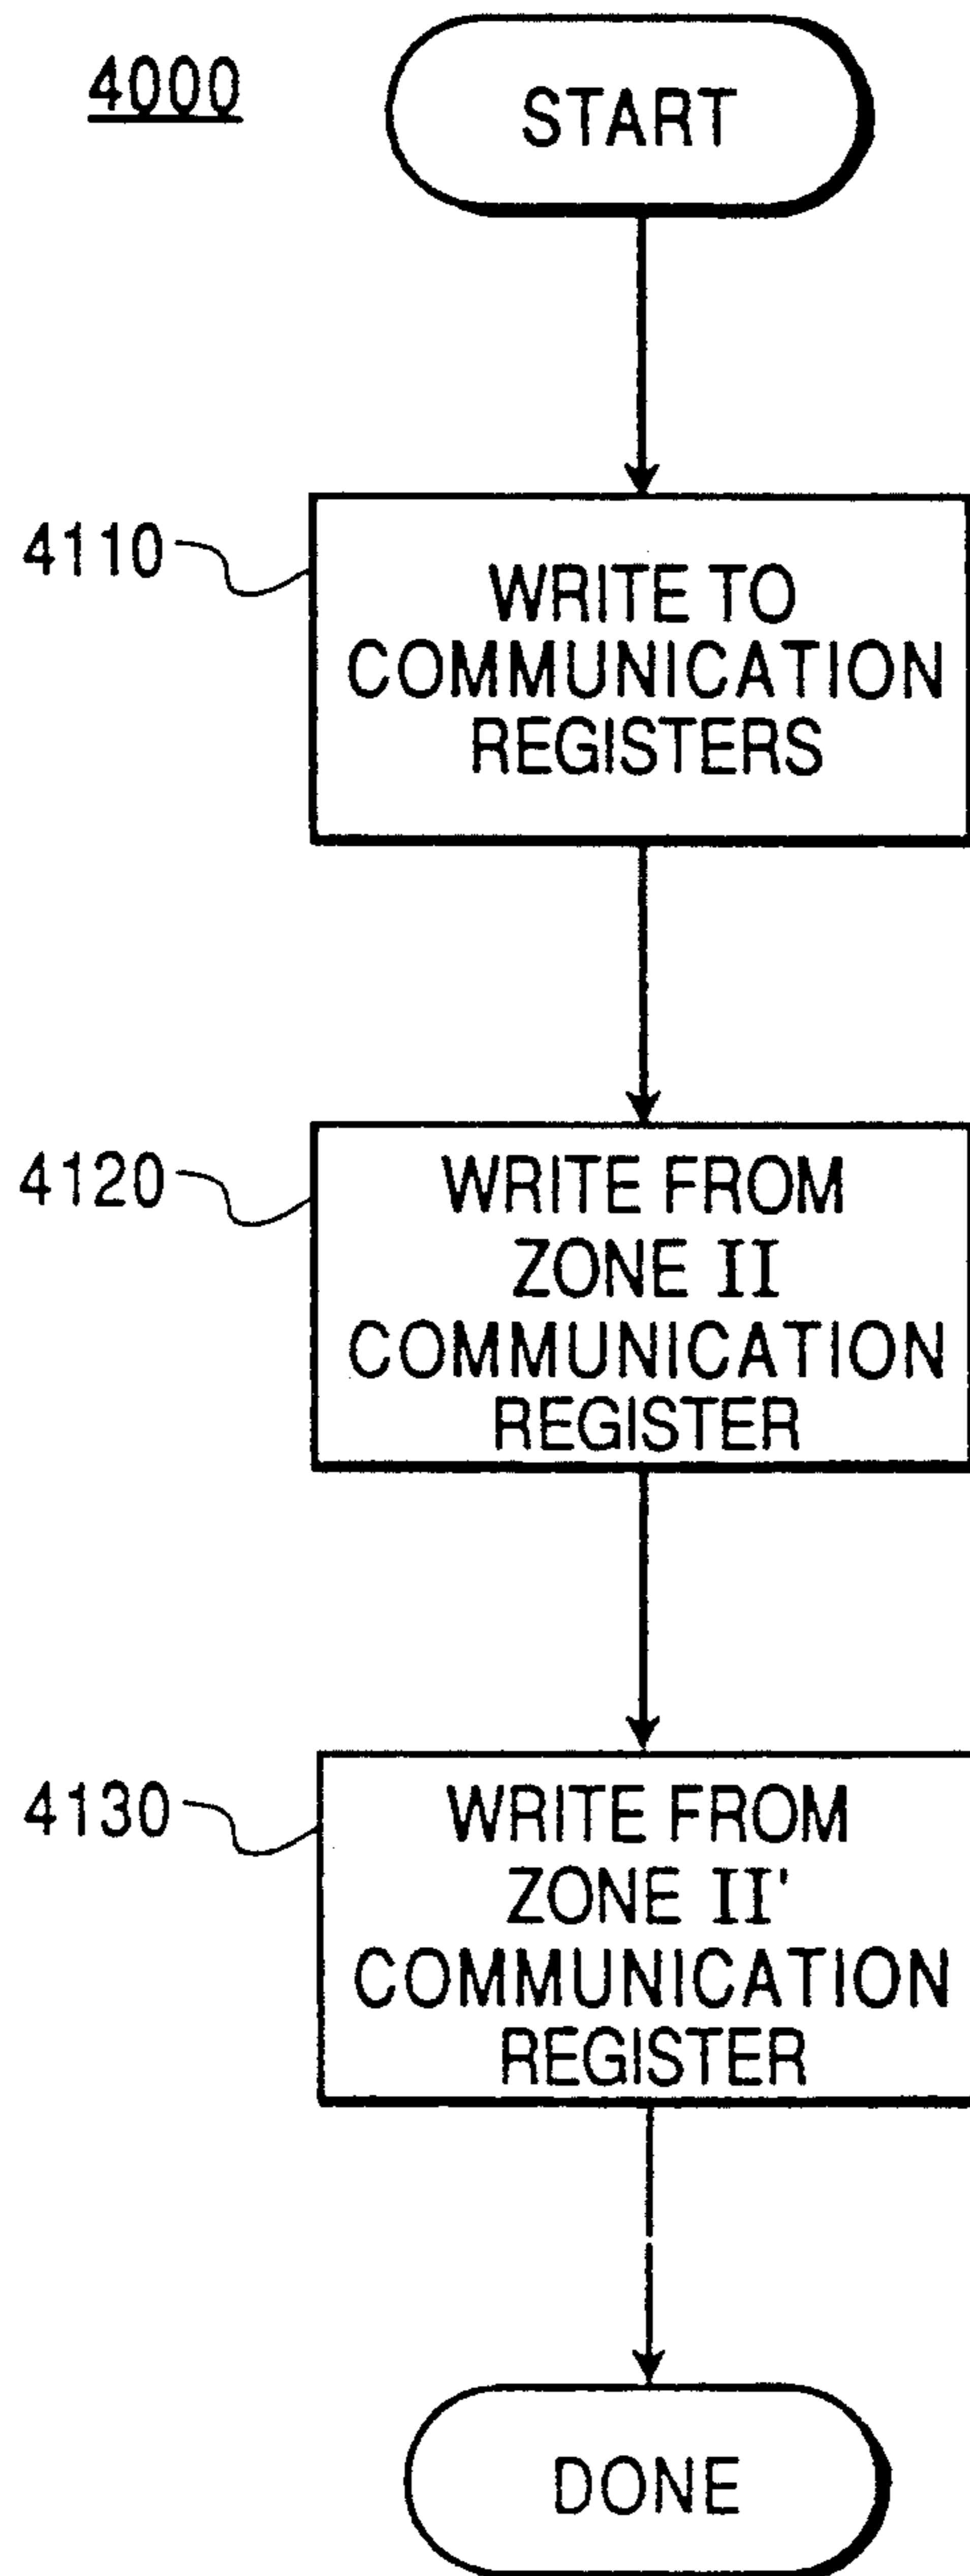 4000
START
4110
WRITE TO
COMMUNICATION
REGISTERS
4120
WRITE FROM
ZONE II
COMMUNICATION
REGISTER
4130
WRITE FROM
ZONE II'
COMMUNICATION
REGISTER
DONE